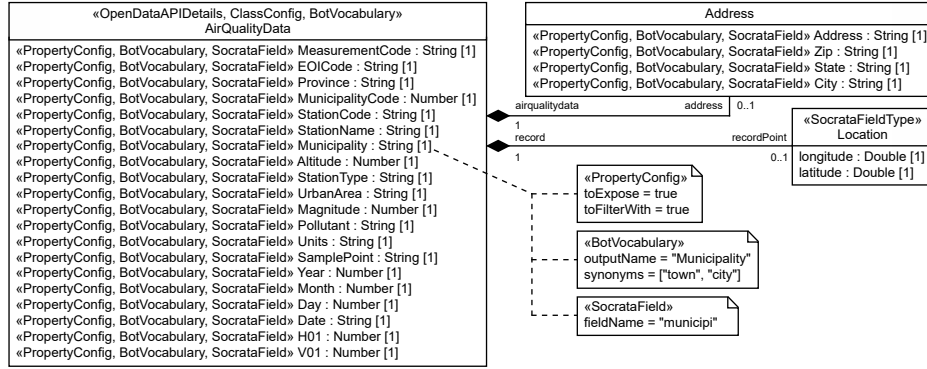 «OpenDataAPIDetails, ClassConfig, BotVocabulary»
AirQualityData
«PropertyConfig, BotVocabulary, SocrataField» MeasurementCode : String [1]
«PropertyConfig, BotVocabulary, SocrataField» EOICode : String [1]
«PropertyConfig, BotVocabulary, SocrataField» Province : String [1]
«PropertyConfig, BotVocabulary, SocrataField» MunicipalityCode : Number [1]
«PropertyConfig, BotVocabulary, SocrataField» StationCode : String [1]
«PropertyConfig, BotVocabulary, SocrataField» StationName : String [1]
«PropertyConfig, BotVocabulary, SocrataField» Municipality : String [1]
«PropertyConfig, BotVocabulary, SocrataField» Altitude : Number [1]
«PropertyConfig, BotVocabulary, SocrataField» StationType : String [1]
«PropertyConfig, BotVocabulary, SocrataField» UrbanArea : String [1]
«PropertyConfig, BotVocabulary, SocrataField» Magnitude : Number [1]
«PropertyConfig, BotVocabulary, SocrataField» Pollutant : String [1]
«PropertyConfig, BotVocabulary, SocrataField» Units : String [1]
«PropertyConfig, BotVocabulary, SocrataField» SamplePoint : String [1]
«PropertyConfig, BotVocabulary, SocrataField» Year : Number [1]
«PropertyConfig, BotVocabulary, SocrataField» Month : Number [1]
«PropertyConfig, BotVocabulary, SocrataField» Day : Number [1]
«PropertyConfig, BotVocabulary, SocrataField» Date : String [1]
«PropertyConfig, BotVocabulary, SocrataField» H01 : Number [1]
«PropertyConfig, BotVocabulary, SocrataField» V01 : Number [1]
Address
«PropertyConfig, BotVocabulary, SocrataField» Address : String [1]
«PropertyConfig, BotVocabulary, SocrataField» Zip : String [1]
«PropertyConfig, BotVocabulary, SocrataField» State : String [1]
«PropertyConfig, BotVocabulary, SocrataField» City : String [1]
airqualitydata
address
0..1
1
record
recordPoint
1
0..1
«SocrataFieldType»
Location
longitude : Double [1]
latitude : Double [1]
«PropertyConfig»
toExpose = true
toFilterWith = true
«BotVocabulary»
outputName = "Municipality"
synonyms = ["town", "city"]
«SocrataField»
fieldName = "municipi"